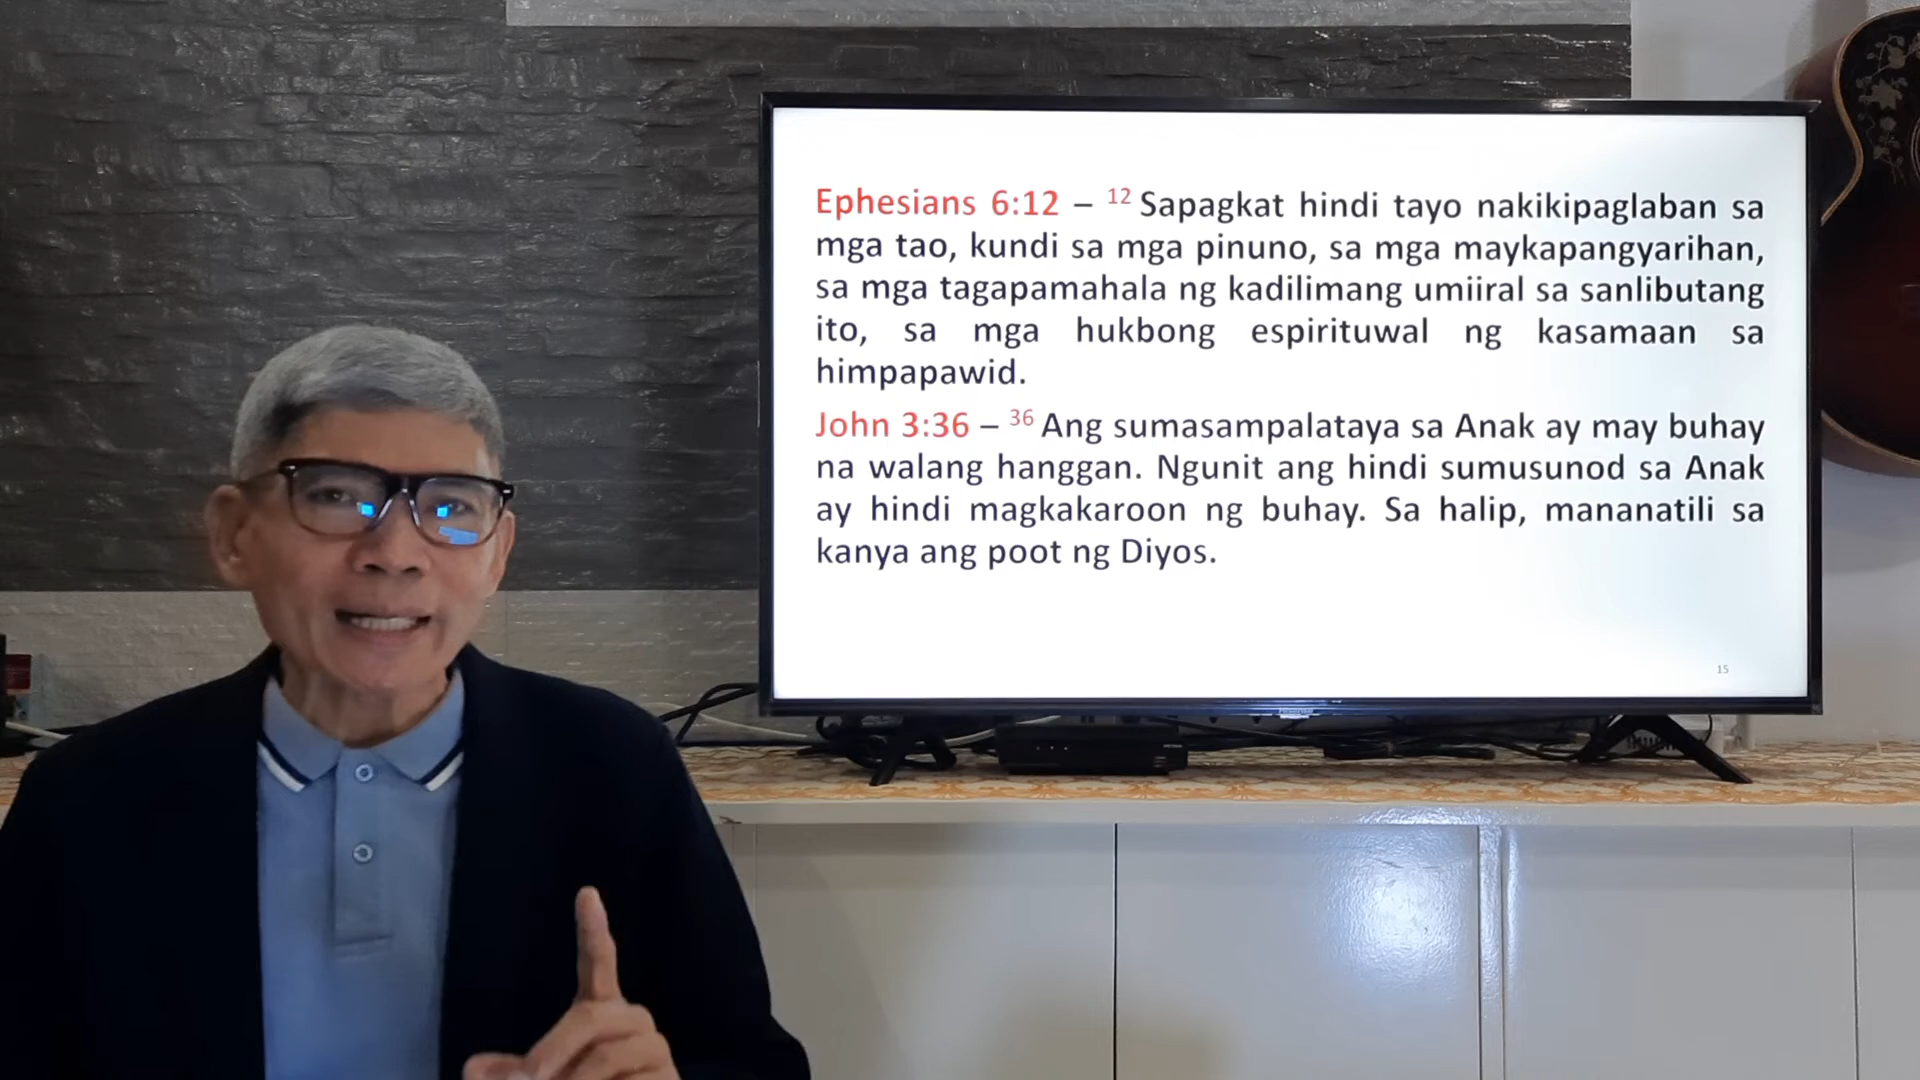 Ephesians 6:12 – 12 Sapagkat hindi tayo nakikipaglaban sa
mga tao, kundi sa mga pinuno, sa mga maykapangyarihan,
sa mga tagapamahala ng kadilimang umiiral sa sanlibutang
ito, sa mga hukbong espirituwal ng kasamaan sa
himpapawid.
John 3:36 – 36 Ang sumasampalataya sa Anak ay may buhay
na walang hanggan. Ngunit ang hindi sumusunod sa Anak
ay hindi magkakaroon ng buhay. Sa halip, mananatili sa
kanya ang poot ng Diyos.
15